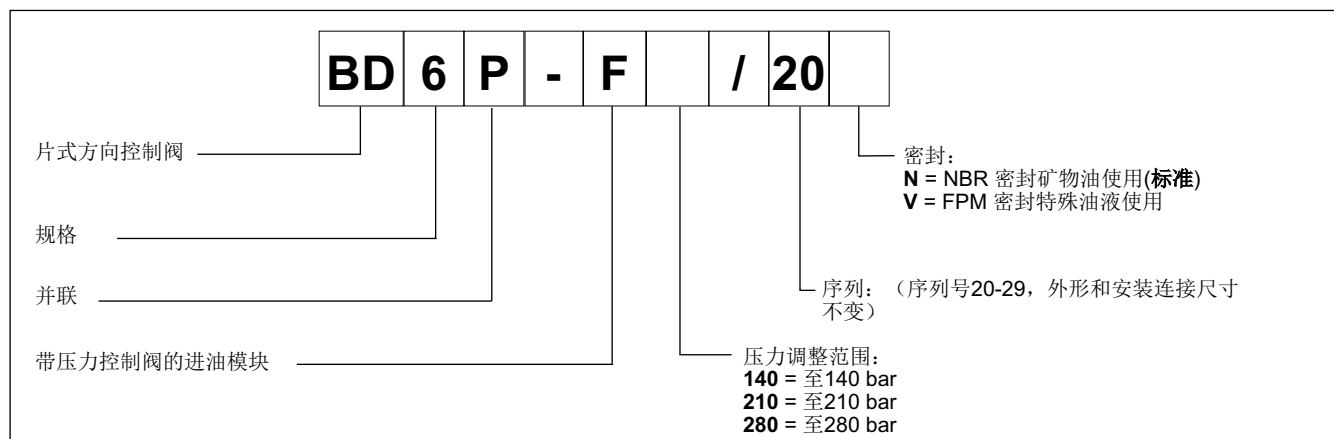 BD 6 P - F / 20
片式方向控制阀
规格
并联
带压力控制阀的进油模块
密封：
N = NBR 密封矿物油使用(标准)
V = FPM 密封特殊油液使用
序列：（序列号20-29，外形和安装连接尺寸
不变）
压力调整范围：
140 = 至140 bar
210 = 至210 bar
280 = 至280 bar